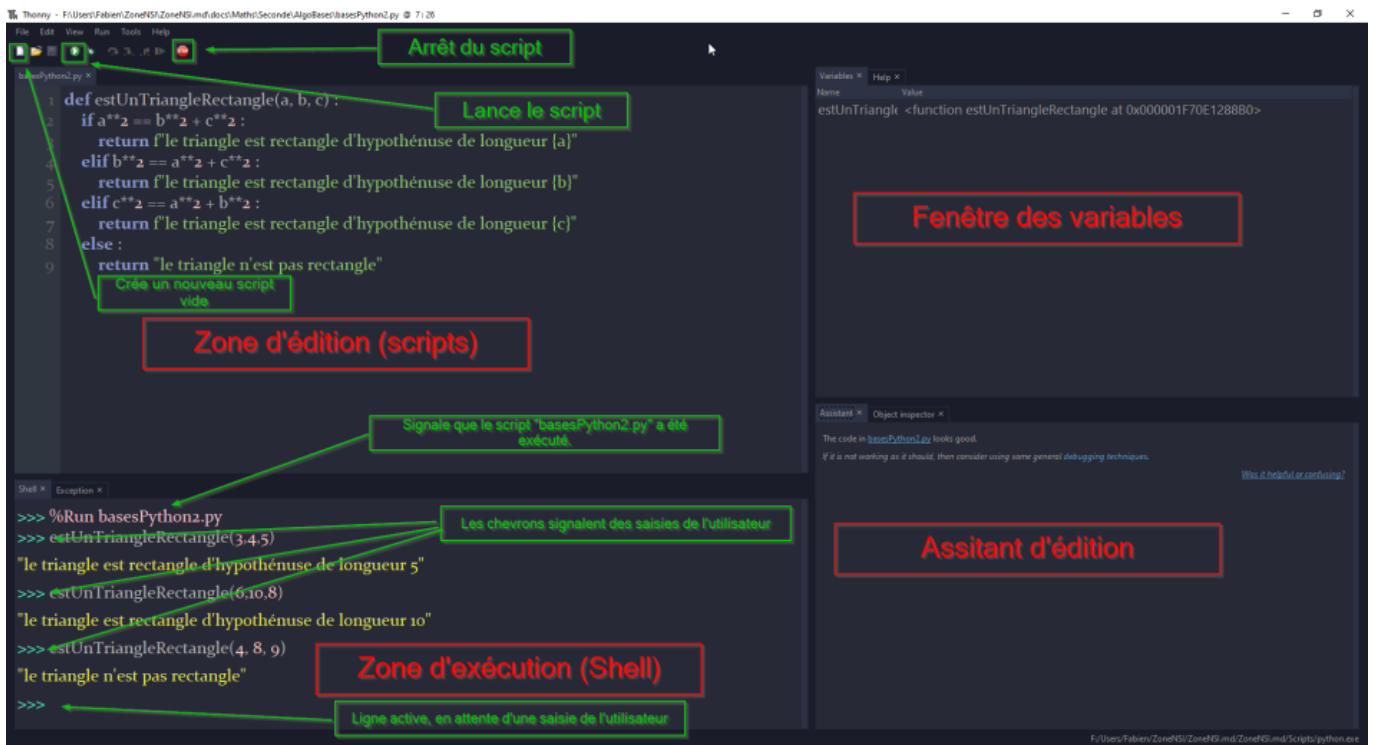 Thonny - F:\Users\Fabien\ZoneNSI\ZoneNSI.md\docs\Maths\Seconde\AlgoBases\basesPython2.py @ 7 : 26
File Edit View Run Tools Help
Arrêt du script
basesPython2.py ×
Lance le script
1 def estUnTriangleRectangle(a, b, c) :
2 if a**2 == b**2 + c**2 :
3 return f"le triangle est rectangle d'hypothénuse de longueur {a}"
4 elif b**2 == a**2 + c**2 :
5 return f"le triangle est rectangle d'hypothénuse de longueur {b}"
6 elif c**2 == a**2 + b**2 :
7 return f"le triangle est rectangle d'hypothénuse de longueur {c}"
8 else :
9 return "le triangle n'est pas rectangle"
Crée un nouveau script
vide
Zone d'édition (scripts)
Signale que le script "basesPython2.py" a été
exécuté.
Shell × Exception ×
>>> %Run basesPython2.py
>>> estUnTriangleRectangle(3,4,5)
"le triangle est rectangle d'hypothénuse de longueur 5"
>>> estUnTriangleRectangle(6,10,8)
"le triangle est rectangle d'hypothénuse de longueur 10"
>>> estUnTriangleRectangle(4, 8, 9)
"le triangle n'est pas rectangle"
>>>
Les chevrons signalent des saisies de l'utilisateur
Zone d'exécution (Shell)
Ligne active, en attente d'une saisie de l'utilisateur
Variables × Help ×
Name Value
estUnTriangle <function estUnTriangleRectangle at 0x000001F70E1288B0>
Fenêtre des variables
Assistant × Object inspector ×
The code in basesPython2.py looks good.
If it is not working as it should, then consider using some general debugging techniques.
Was it helpful or confusing?
Assitant d'édition
F:/Users/Fabien/ZoneNSI/ZoneNSI.md/ZoneNSI.md/Scripts/python.exe